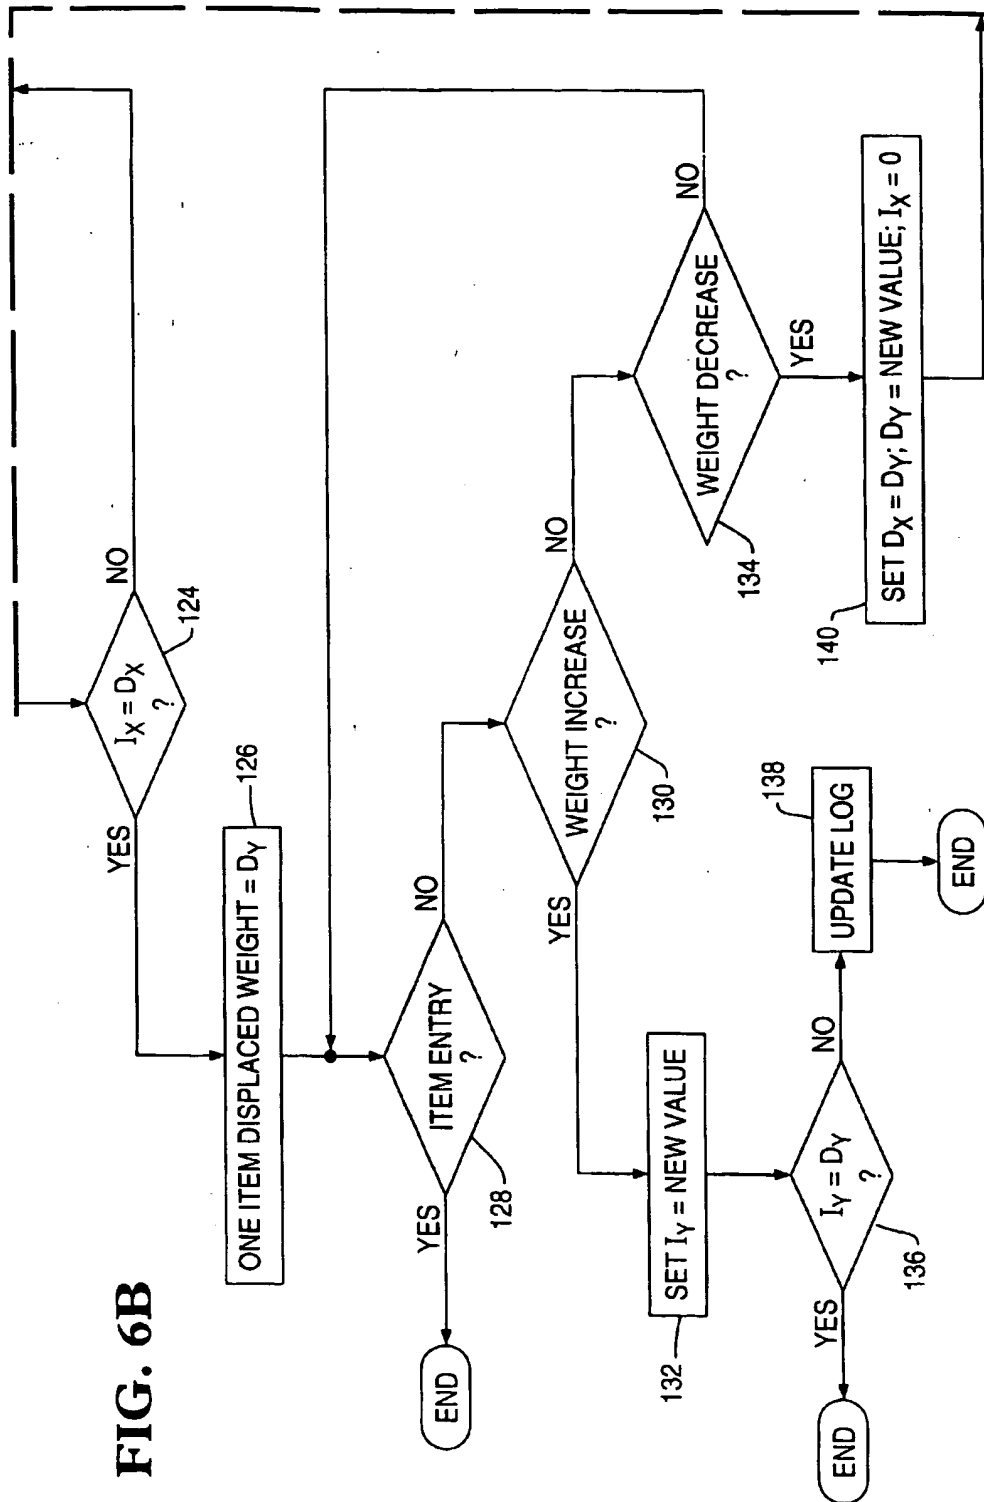 FIG. 6B
I_X = D_X
?
124
YES
NO
ONE ITEM DISPLACED WEIGHT = D_Y
126
ITEM ENTRY
?
128
YES
NO
END
WEIGHT INCREASE
?
130
YES
NO
SET I_Y = NEW VALUE
132
WEIGHT DECREASE
?
134
NO
YES
I_Y = D_Y
?
136
YES
NO
END
UPDATE LOG
138
END
SET D_X = D_Y; D_Y = NEW VALUE; I_X = 0
140